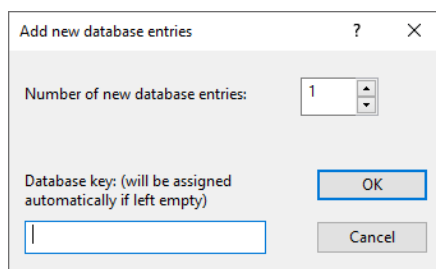 Add new database entries ?
Number of new database entries: 1
Database key: (will be assigned
automatically if left empty)
OK
Cancel